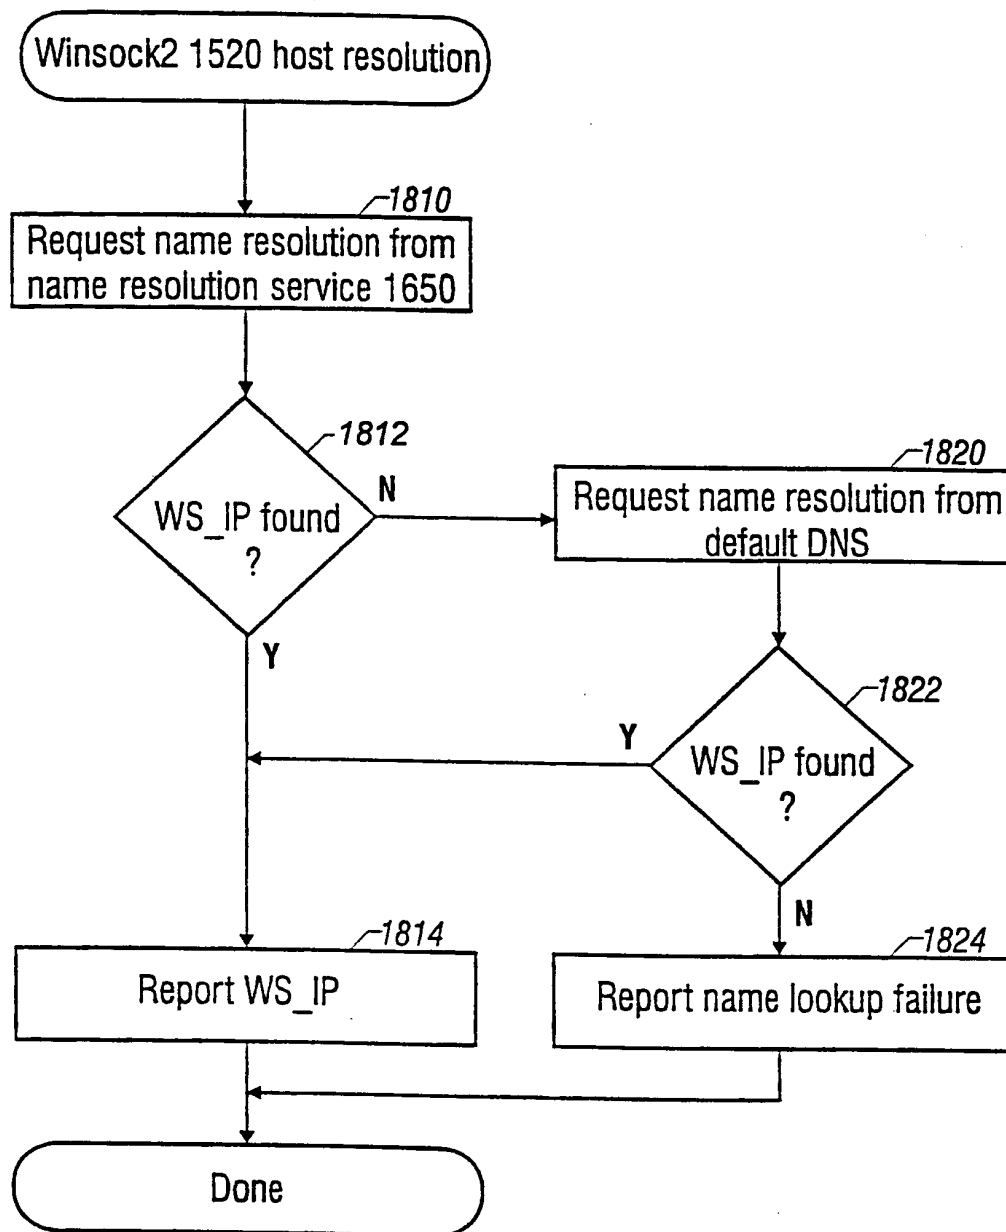 Winsock2 1520 host resolution
1810
Request name resolution from
name resolution service 1650
1812
WS_IP found
?
N
Y
1820
Request name resolution from
default DNS
1822
WS_IP found
?
Y
N
1814
Report WS_IP
1824
Report name lookup failure
Done